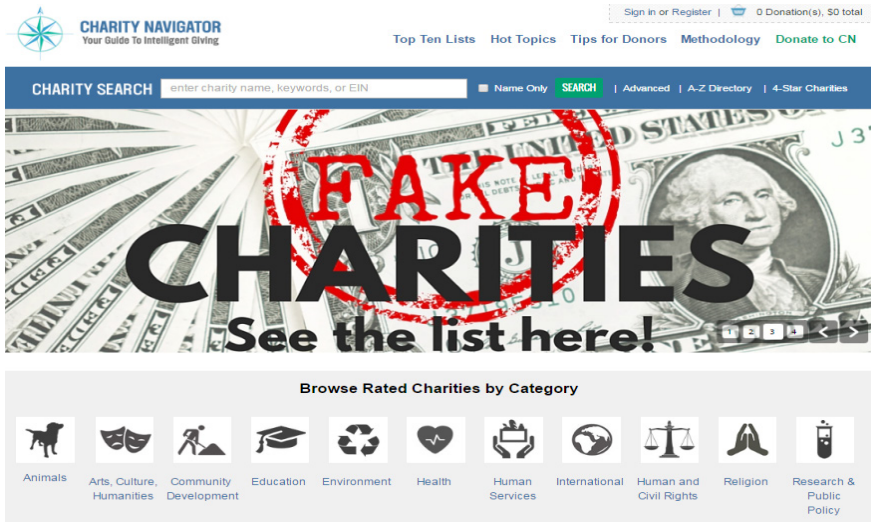 Sign in or Register | 0 Donation(s), $0 total
CHARITY NAVIGATOR
Your Guide To Intelligent Giving
Top Ten Lists Hot Topics Tips for Donors Methodology Donate to CN
CHARITY SEARCH enter charity name, keywords, or EIN Name Only SEARCH | Advanced | A-Z Directory | 4-Star Charities
THE UNITED STATES
FAKE
CHARITIES
See the list here!
1 2 3 4 < >
Browse Rated Charities by Category
Animals
Arts, Culture,
Humanities
Community
Development
Education
Environment
Health
Human
Services
International
Human and
Civil Rights
Religion
Research &
Public
Policy